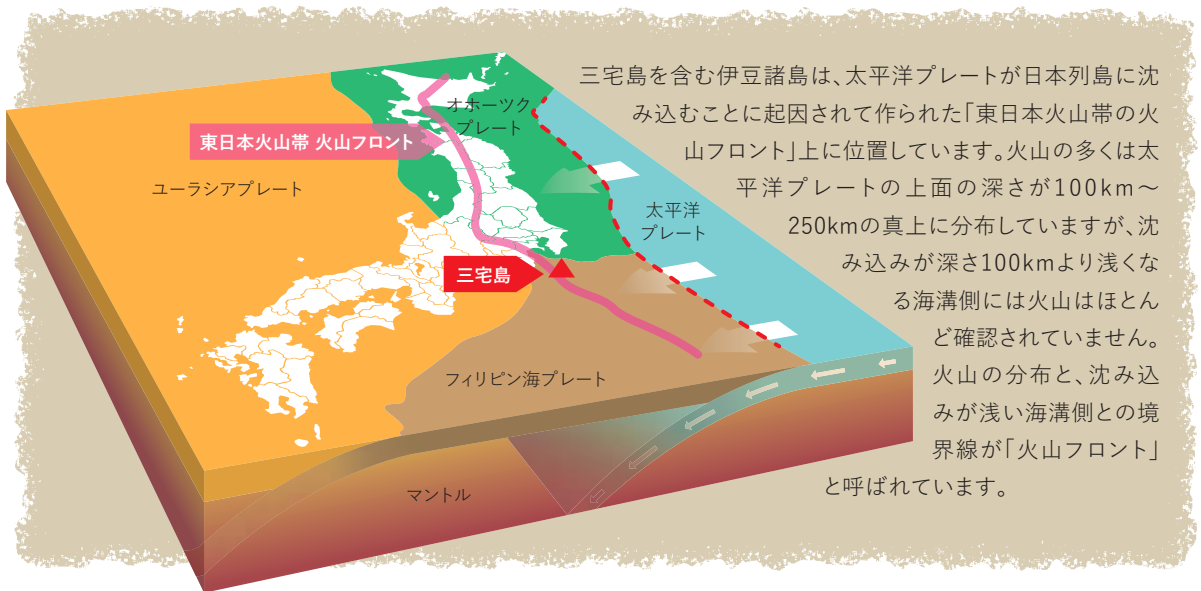 三宅島を含む伊豆諸島は、太平洋プレートが日本列島に沈
み込むことに起因されて作られた「東日本火山帯の火
山フロント」上に位置しています。火山の多くは太
平洋プレートの上面の深さが100km〜
250kmの真上に分布していますが、沈
み込みが深さ100kmより浅くな
る海溝側には火山はほとん
ど確認されていません。
火山の分布と、沈み込
みが浅い海溝側との境
界線が「火山フロント」
と呼ばれています。
オホーツク
プレート
東日本火山帯 火山フロント
ユーラシアプレート
太平洋
プレート
三宅島
フィリピン海プレート
マントル